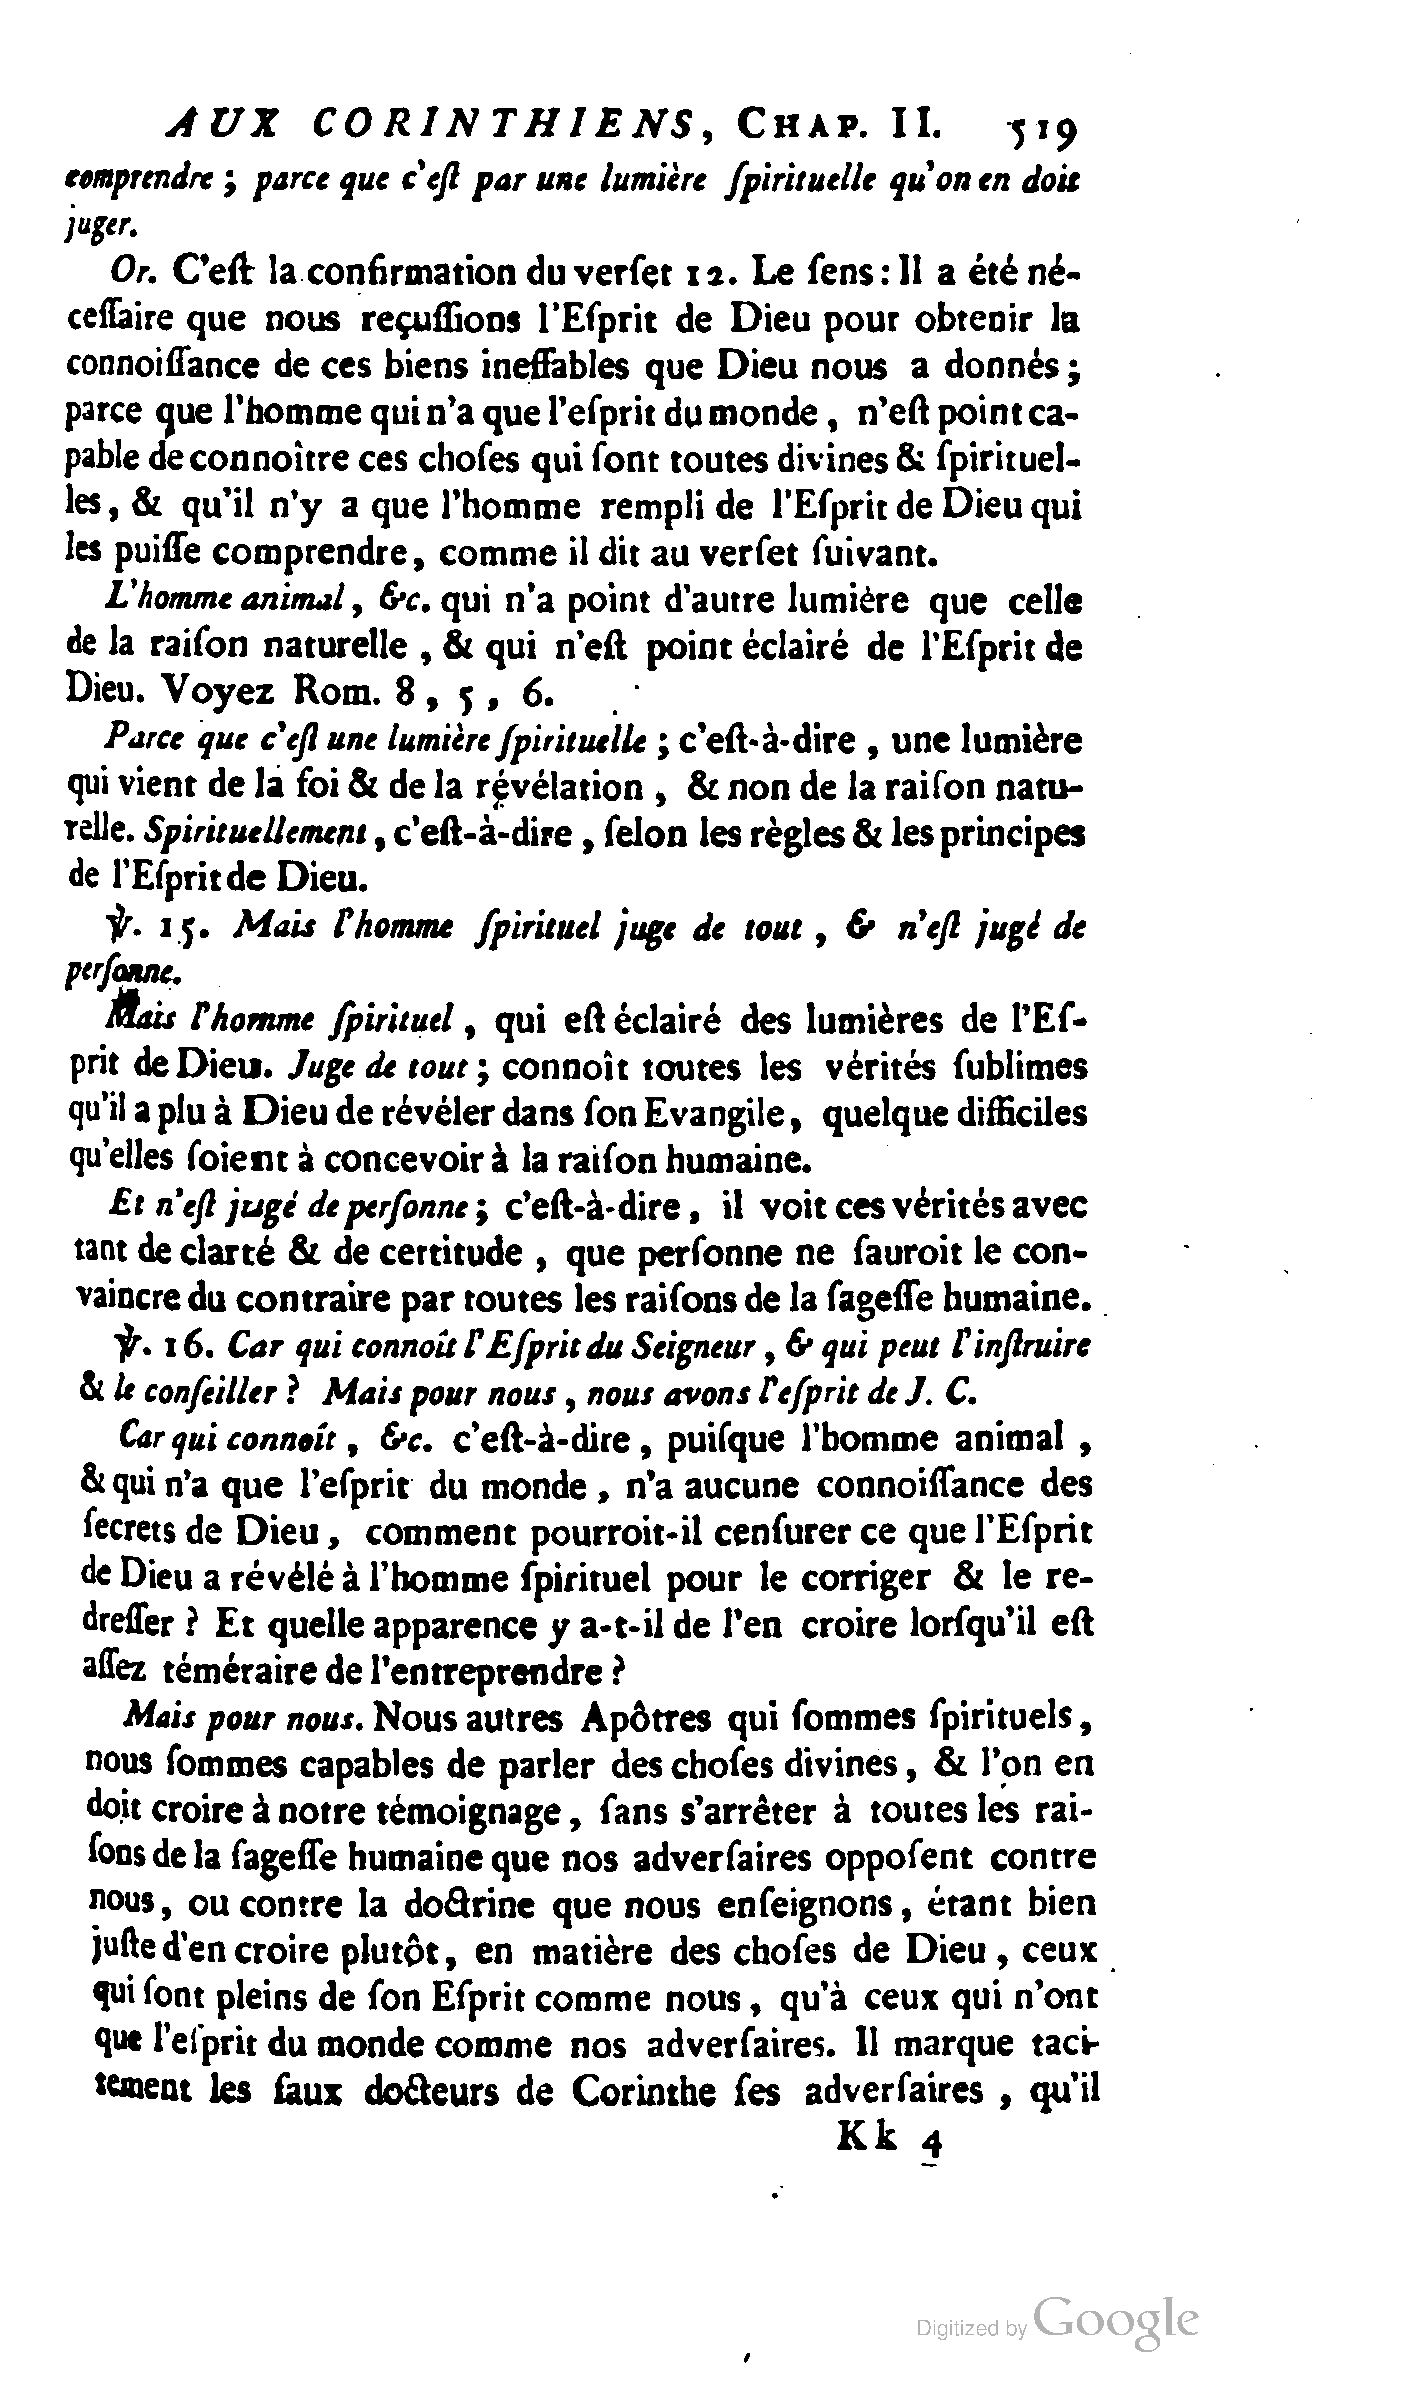 AUX CORINTHIENS, CHAP. II. 519
comprendre ; parce que c'eſt par une lumière ſpirituelle qu'on en doit
juger.
Or. C'eſt la confirmation du verſet 12. Le ſens : Il a été né-
ceſſaire que nous reçuſſions l'Eſprit de Dieu pour obtenir la
connoiſſance de ces biens ineffables que Dieu nous a donnés ;
parce que l'homme qui n'a que l'eſprit du monde , n'eſt point ca-
pable de connoître ces choſes qui ſont toutes divines & ſpirituel-
les, & qu'il n'y a que l'homme rempli de l'Eſprit de Dieu qui
les puiſſe comprendre, comme il dit au verſet ſuivant.
L'homme animal, &c. qui n'a point d'autre lumière que celle
de la raiſon naturelle , & qui n'eſt point éclairé de l'Eſprit de
Dieu. Voyez Rom. 8 , 5 , 6.
Parce que c'eſt une lumière ſpirituelle ; c'eſt-à-dire , une lumière
qui vient de la foi & de la révélation , & non de la raiſon natu-
relle. Spirituellement, c'eſt-à-dire , ſelon les règles & les principes
de l'Eſprit de Dieu.
℣. 15. Mais l'homme ſpirituel juge de tout , & n'eſt jugé de
perſonne.
Mais l'homme ſpirituel , qui eſt éclairé des lumières de l'Eſ-
prit de Dieu. Juge de tout ; connoît toutes les vérités ſublimes
qu'il a plu à Dieu de révéler dans ſon Evangile, quelque difficiles
qu'elles ſoient à concevoir à la raiſon humaine.
Et n'eſt jugé de perſonne ; c'eſt-à-dire, il voit ces vérités avec
tant de clarté & de certitude , que perſonne ne ſauroit le con-
vaincre du contraire par toutes les raiſons de la ſageſſe humaine.
℣. 16. Car qui connoît l'Eſprit du Seigneur , & qui peut l'inſtruire
& le conſeiller ? Mais pour nous , nous avons l'eſprit de J. C.
Car qui connoît , &c. c'eſt-à-dire , puiſque l'homme animal ,
& qui n'a que l'eſprit du monde , n'a aucune connoiſſance des
ſecrets de Dieu , comment pourroit-il cenſurer ce que l'Eſprit
de Dieu a révélé à l'homme ſpirituel pour le corriger & le re-
dreſſer ? Et quelle apparence y a-t-il de l'en croire lorſqu'il eſt
aſſez téméraire de l'entreprendre ?
Mais pour nous. Nous autres Apôtres qui ſommes ſpirituels ,
nous ſommes capables de parler des choſes divines , & l'on en
doit croire à notre témoignage , ſans s'arrêter à toutes les rai-
ſons de la ſageſſe humaine que nos adverſaires oppoſent contre
nous, ou contre la doctrine que nous enſeignons , étant bien
juſte d'en croire plutôt, en matière des choſes de Dieu , ceux
qui ſont pleins de ſon Eſprit comme nous , qu'à ceux qui n'ont
que l'eſprit du monde comme nos adverſaires. Il marque taci-
tement les faux docteurs de Corinthe ſes adverſaires , qu'il
Kk 4
Digitized by Google